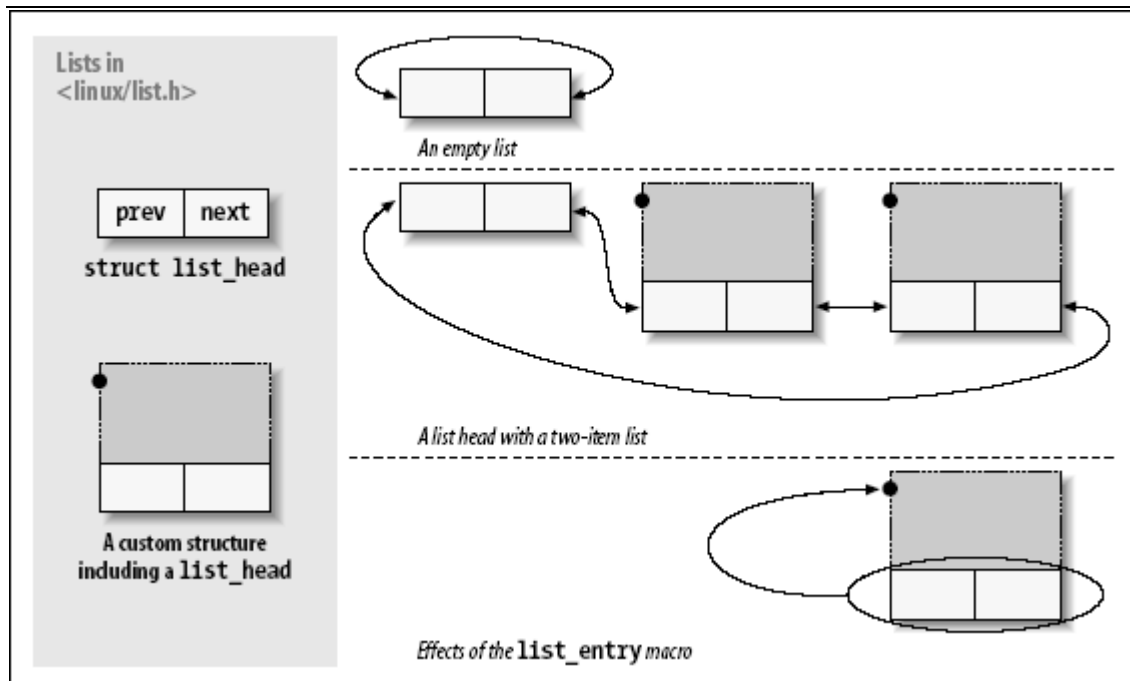 Lists in
<linux/list.h>
prev next
struct list_head
A custom structure
including a list_head
An empty list
A list head with a two-item list
Effects of the list_entry macro